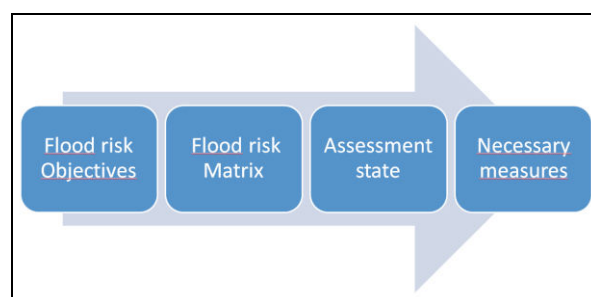 Flood risk
Objectives
Flood risk
Matrix
Assessment
state
Necessary
measures